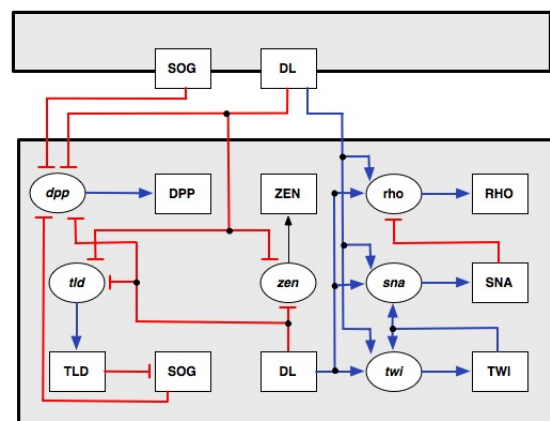 SOG DL
dpp DPP ZEN rho RHO
tld zen sna SNA
TLD SOG DL twi TWI